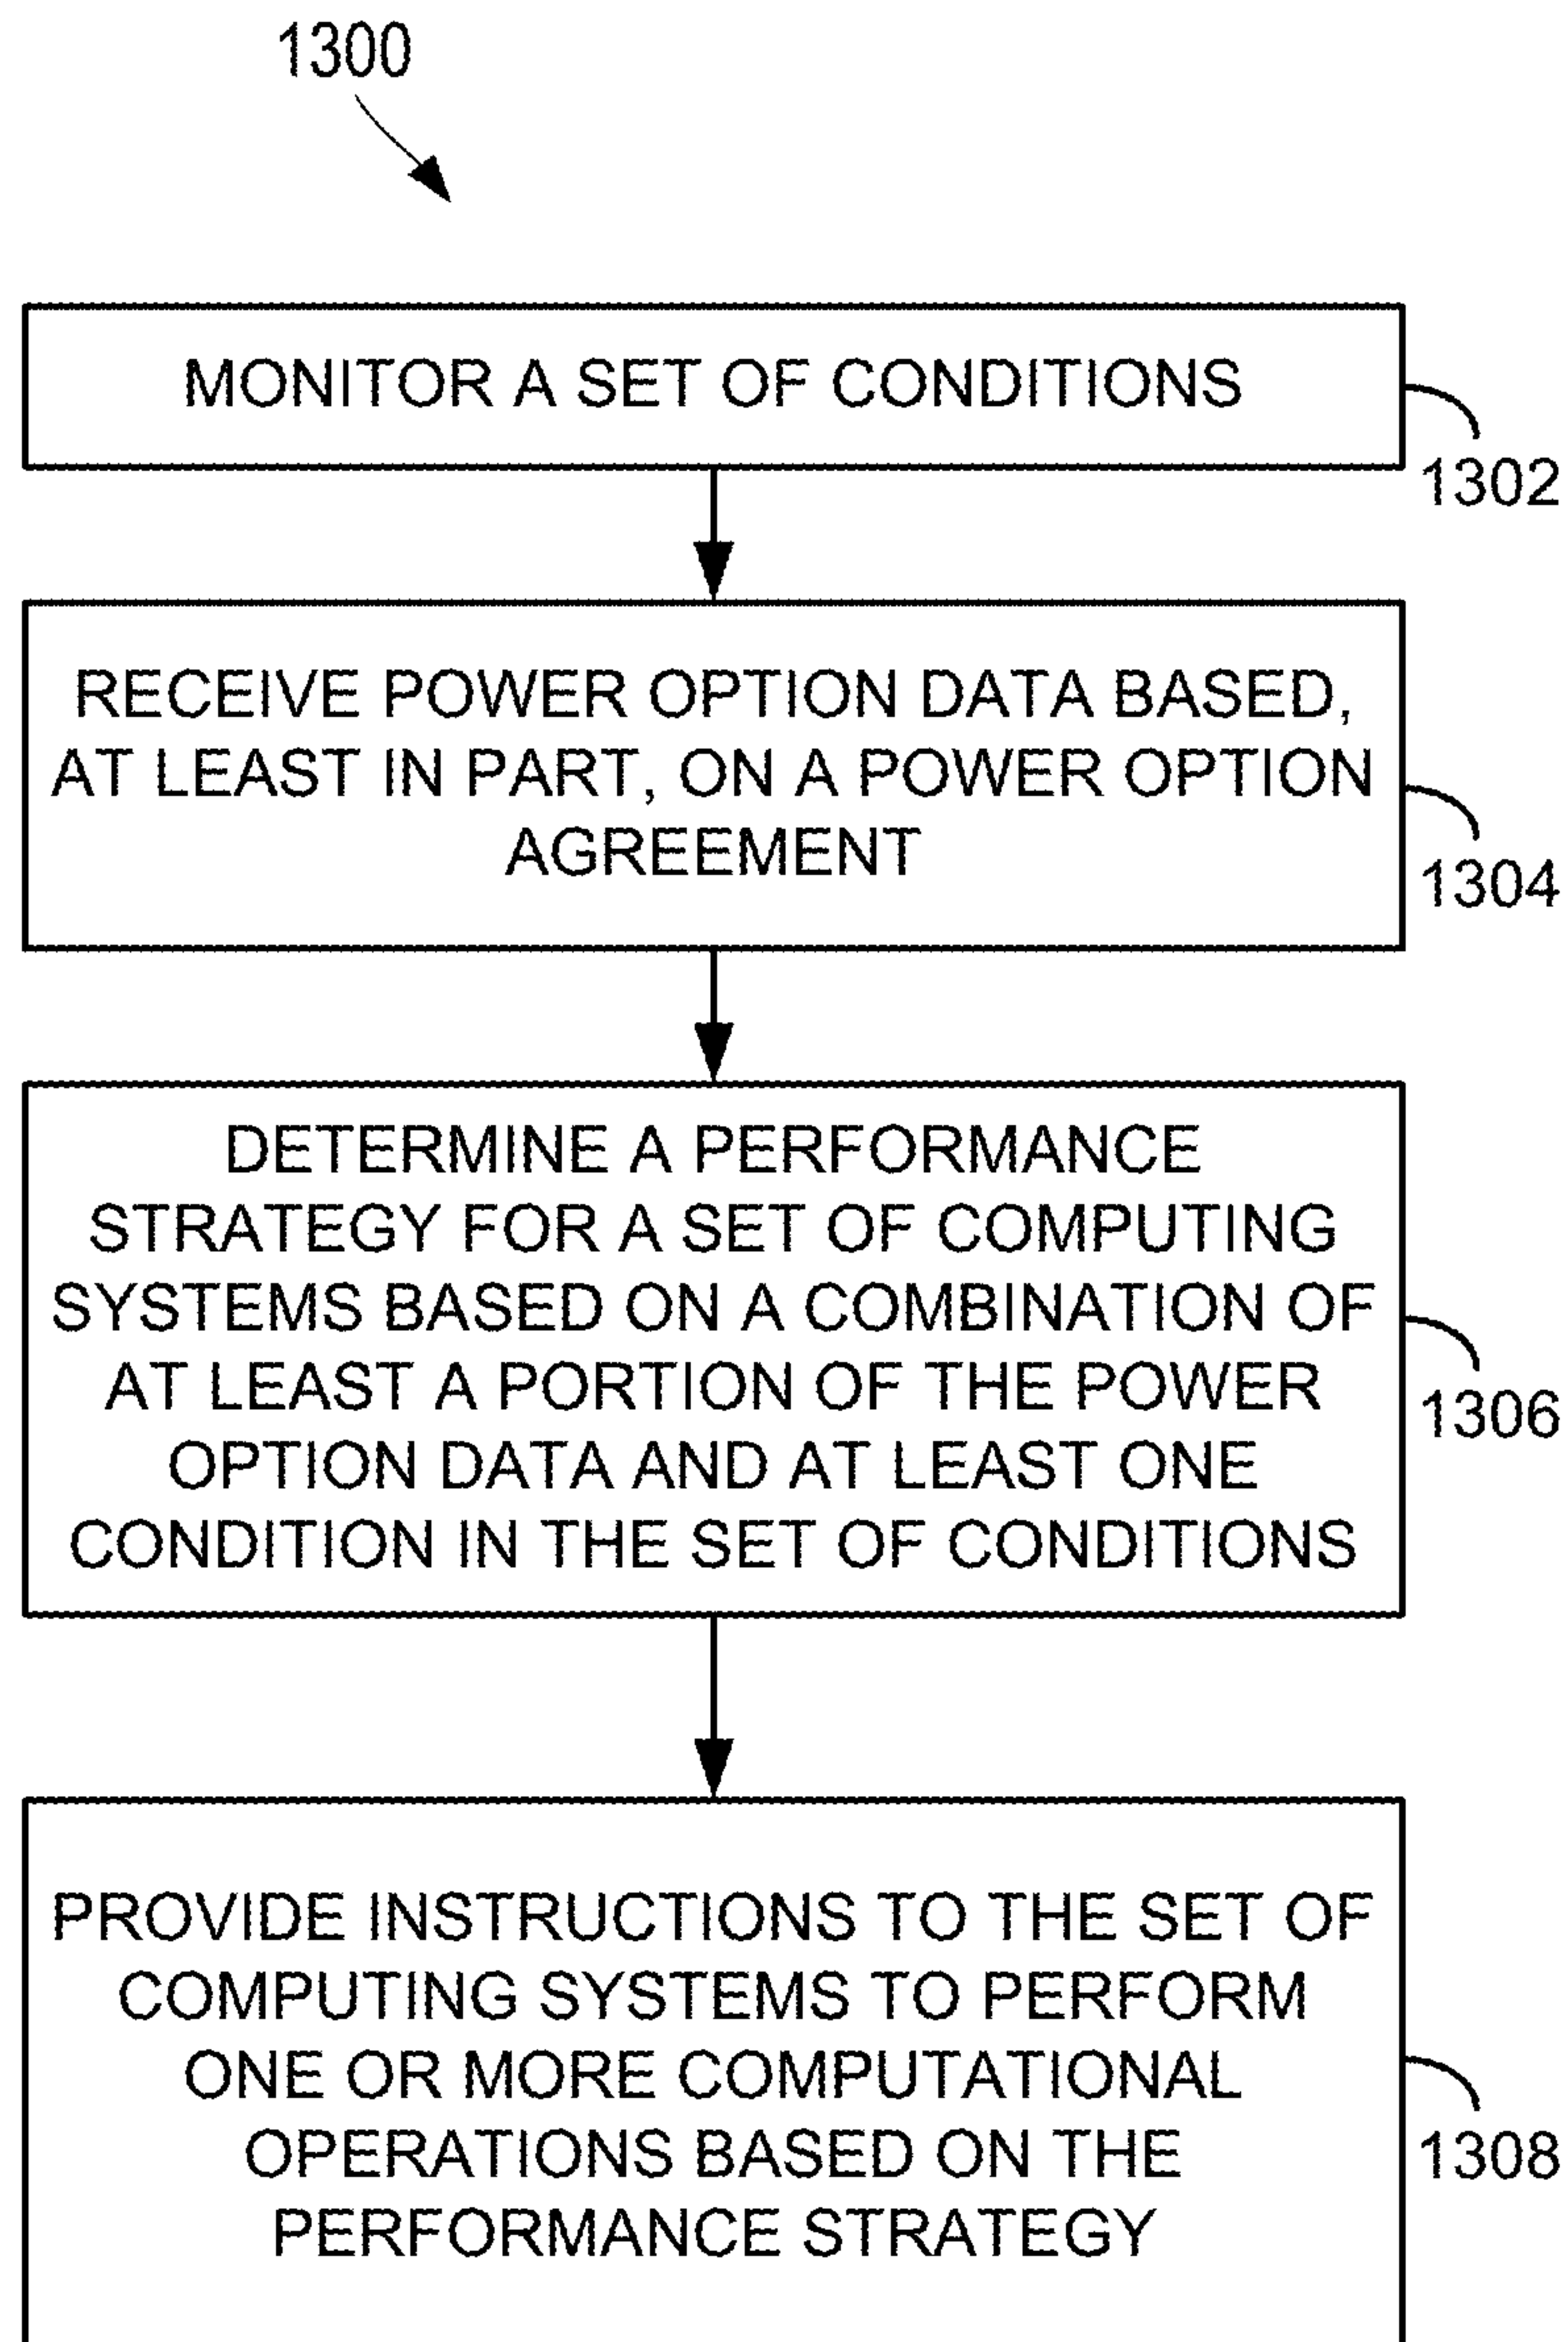 1300
MONITOR A SET OF CONDITIONS
1302
RECEIVE POWER OPTION DATA BASED,
AT LEAST IN PART, ON A POWER OPTION
AGREEMENT
1304
DETERMINE A PERFORMANCE
STRATEGY FOR A SET OF COMPUTING
SYSTEMS BASED ON A COMBINATION OF
AT LEAST A PORTION OF THE POWER
OPTION DATA AND AT LEAST ONE
CONDITION IN THE SET OF CONDITIONS
1306
PROVIDE INSTRUCTIONS TO THE SET OF
COMPUTING SYSTEMS TO PERFORM
ONE OR MORE COMPUTATIONAL
OPERATIONS BASED ON THE
PERFORMANCE STRATEGY
1308